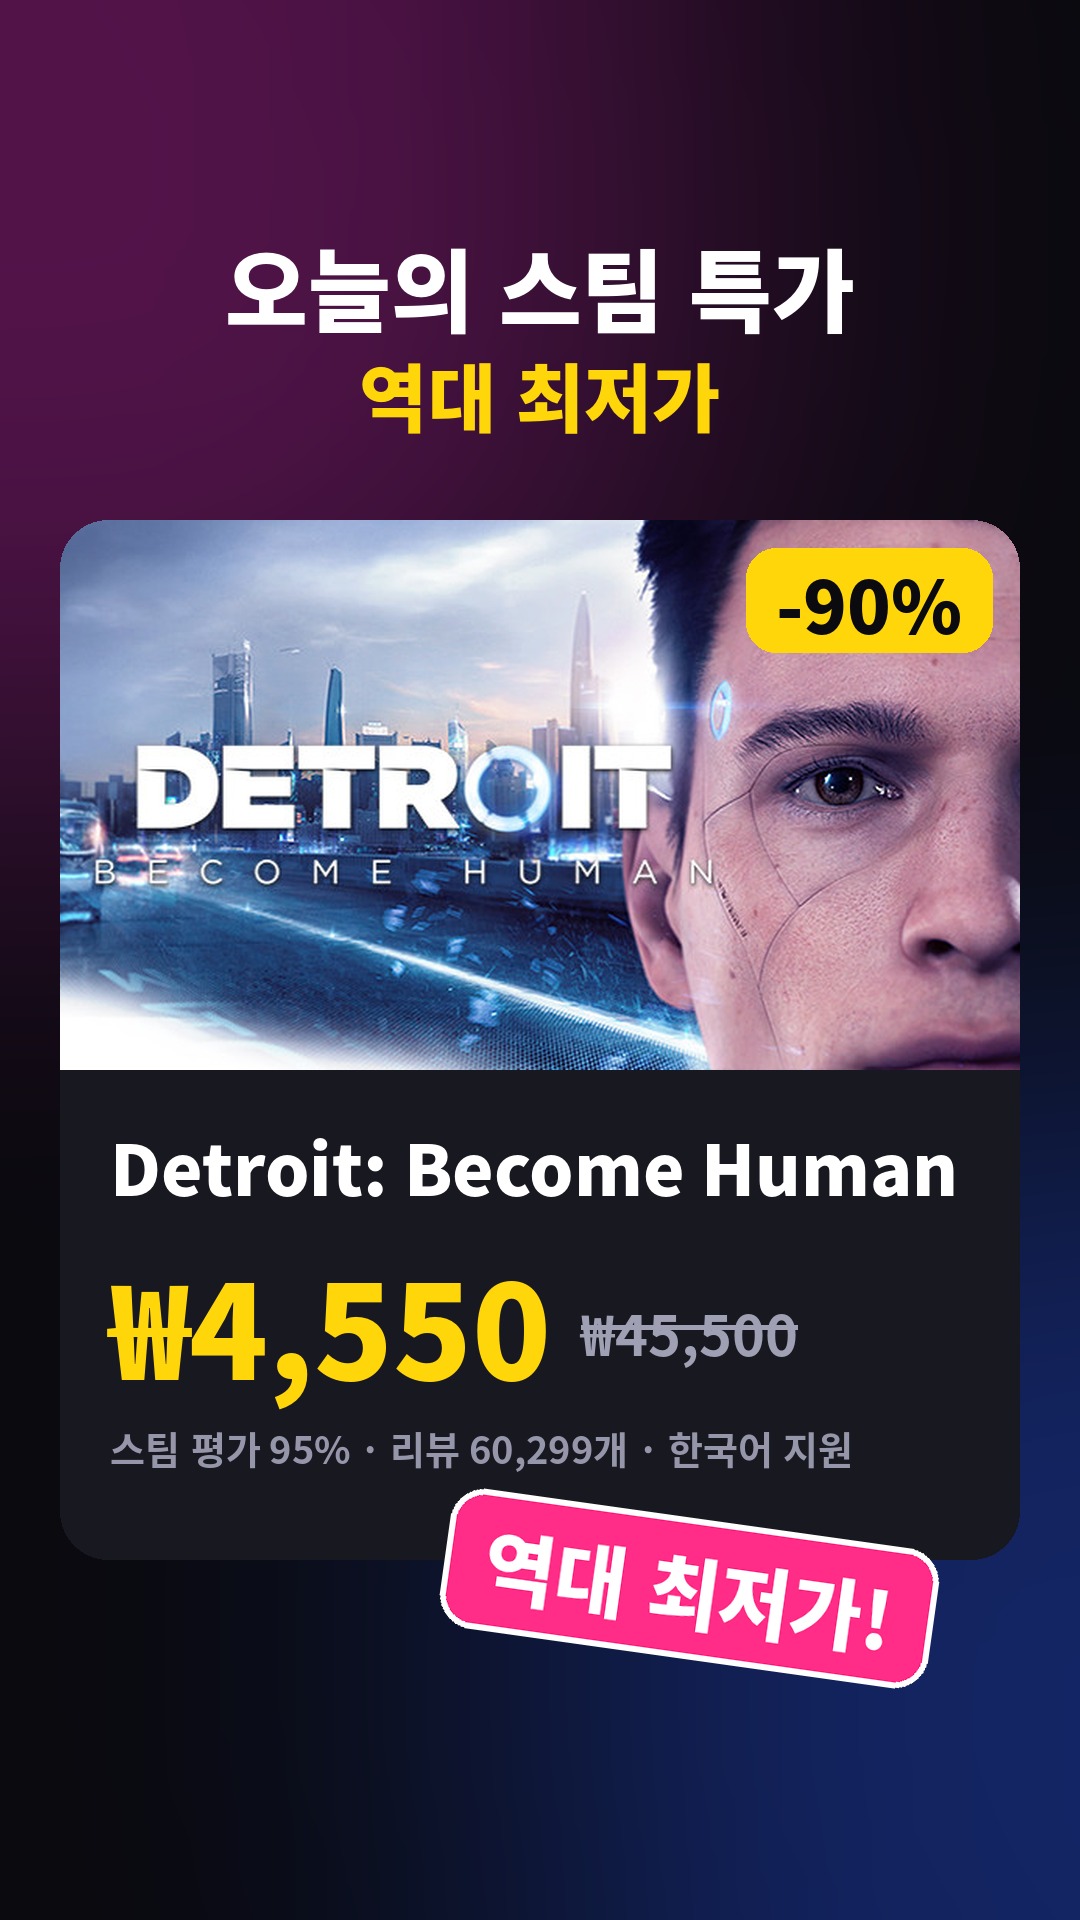 오늘의 스팀 특가
역대 최저가
-90%
DETROIT
BECOME HUMAN
Detroit: Become Human
₩4,550 ₩45,500
스팀 평가 95% · 리뷰 60,299개 · 한국어 지원
역대 최저가!